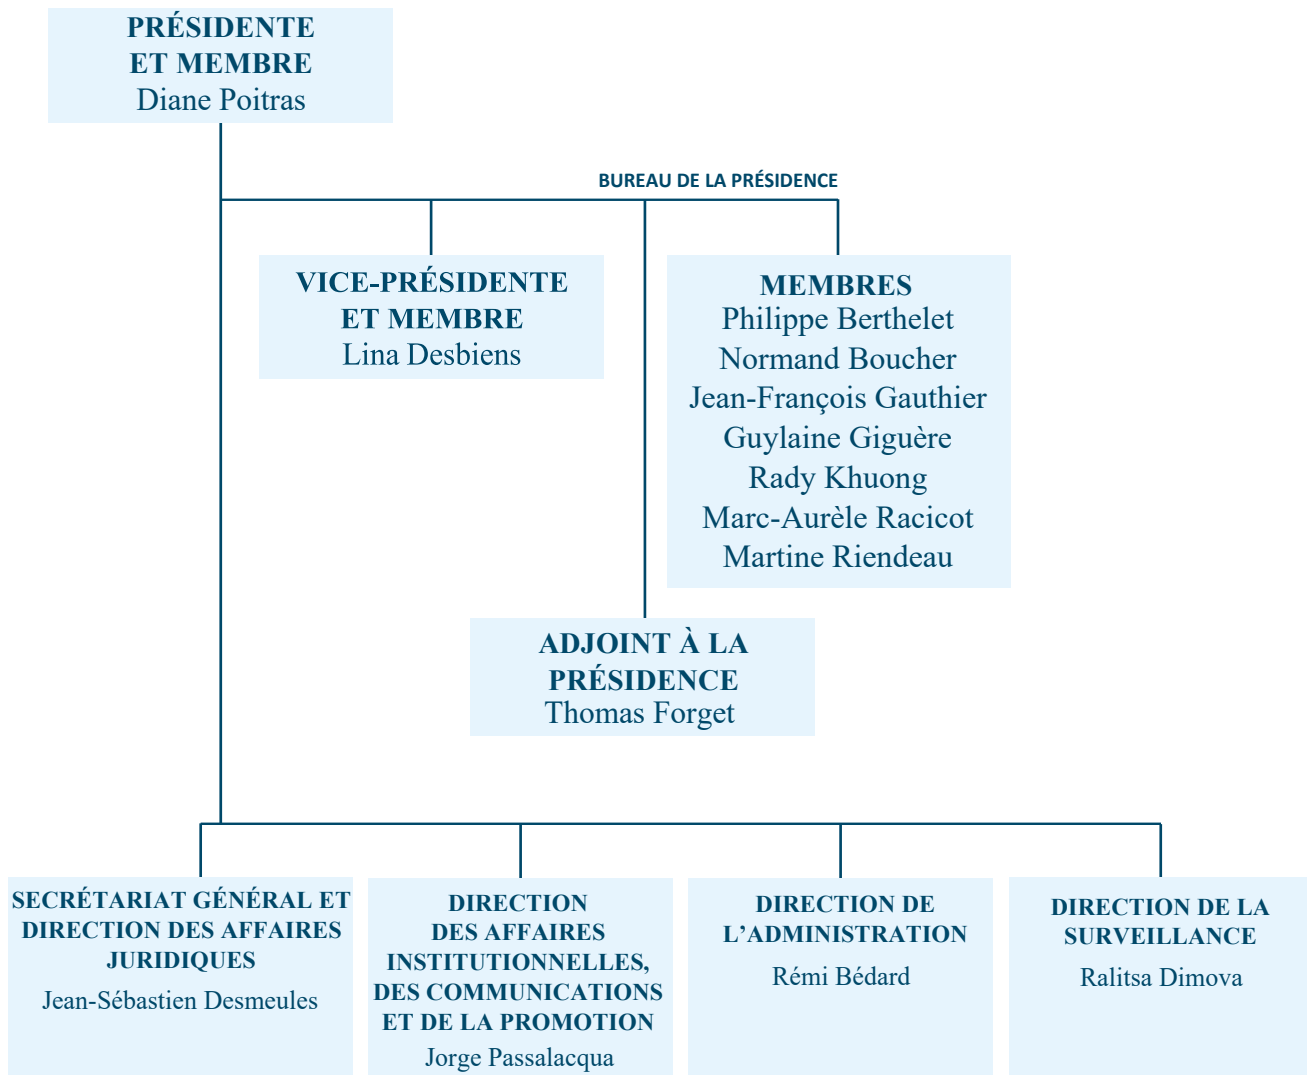 PRÉSIDENTE
ET MEMBRE
Diane Poitras
BUREAU DE LA PRÉSIDENCE
VICE-PRÉSIDENTE
ET MEMBRE
Lina Desbiens
MEMBRES
Philippe Berthelet
Normand Boucher
Jean-François Gauthier
Guylaine Giguère
Rady Khuong
Marc-Aurèle Racicot
Martine Riendeau
ADJOINT À LA
PRÉSIDENCE
Thomas Forget
SECRÉTARIAT GÉNÉRAL ET
DIRECTION DES AFFAIRES
JURIDIQUES
Jean-Sébastien Desmeules
DIRECTION
DES AFFAIRES
INSTITUTIONNELLES,
DES COMMUNICATIONS
ET DE LA PROMOTION
Jorge Passalacqua
DIRECTION DE
L’ADMINISTRATION
Rémi Bédard
DIRECTION DE LA
SURVEILLANCE
Ralitsa Dimova